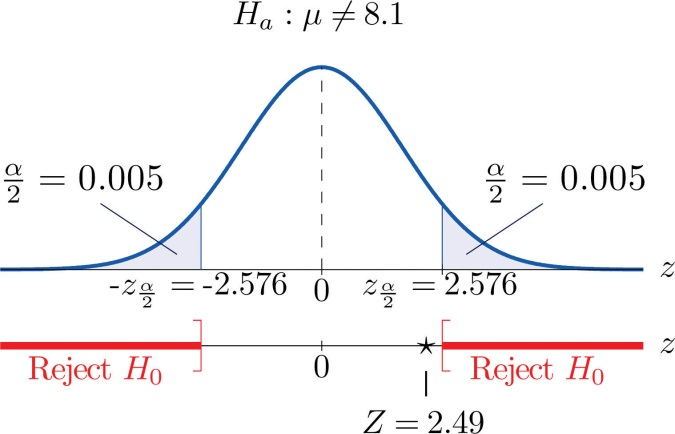 Hₐ : μ ≠ 8.1
α/2 = 0.005
α/2 = 0.005
-z_{α/2} = -2.576
0
z_{α/2} = 2.576
z
z
Reject H₀
0
Reject H₀
Z = 2.49